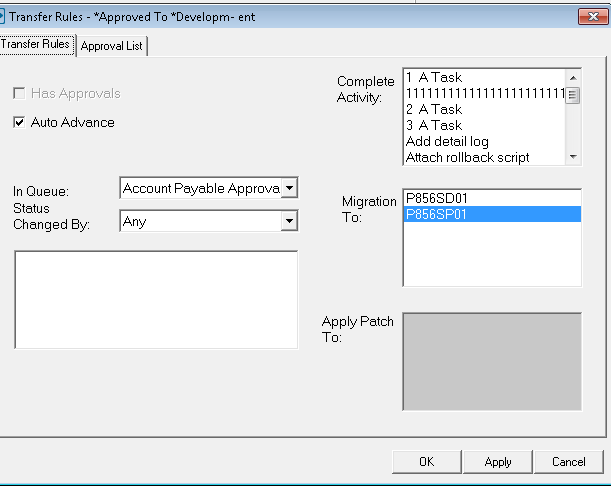 Transfer Rules - *Approved To *Developm- ent
Transfer Rules
Approval List
Has Approvals
Auto Advance
In Queue:
Account Payable Approva
Status
Changed By:
Any
Complete
Activity:
1 A Task
2 A Task
3 A Task
Add detail log
Attach rollback script
Migration
To:
P856SD01
P856SP01
Apply Patch
To:
OK
Apply
Cancel